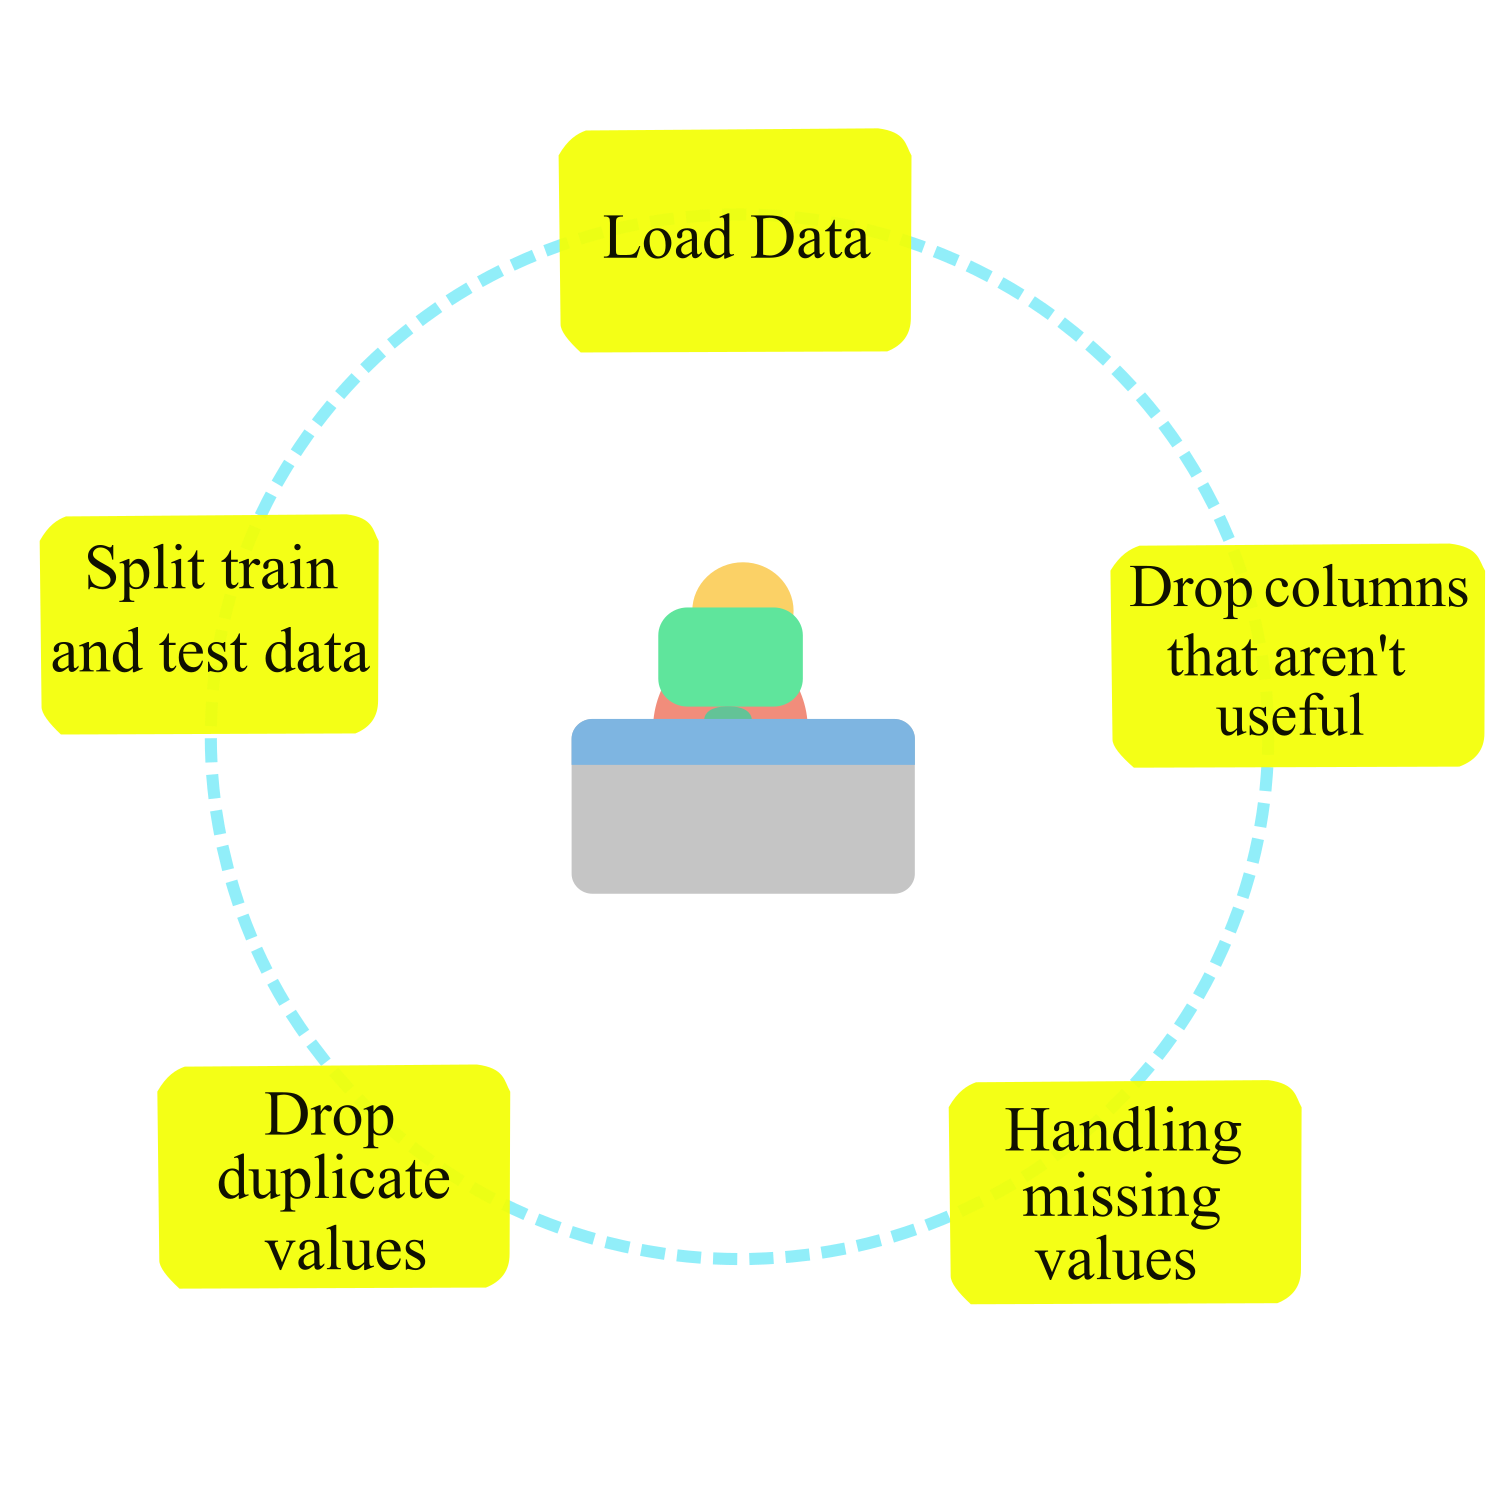 Load Data
Drop columns
that aren't
useful
Handling
missing
values
Drop
duplicate
values
Split train
and test data